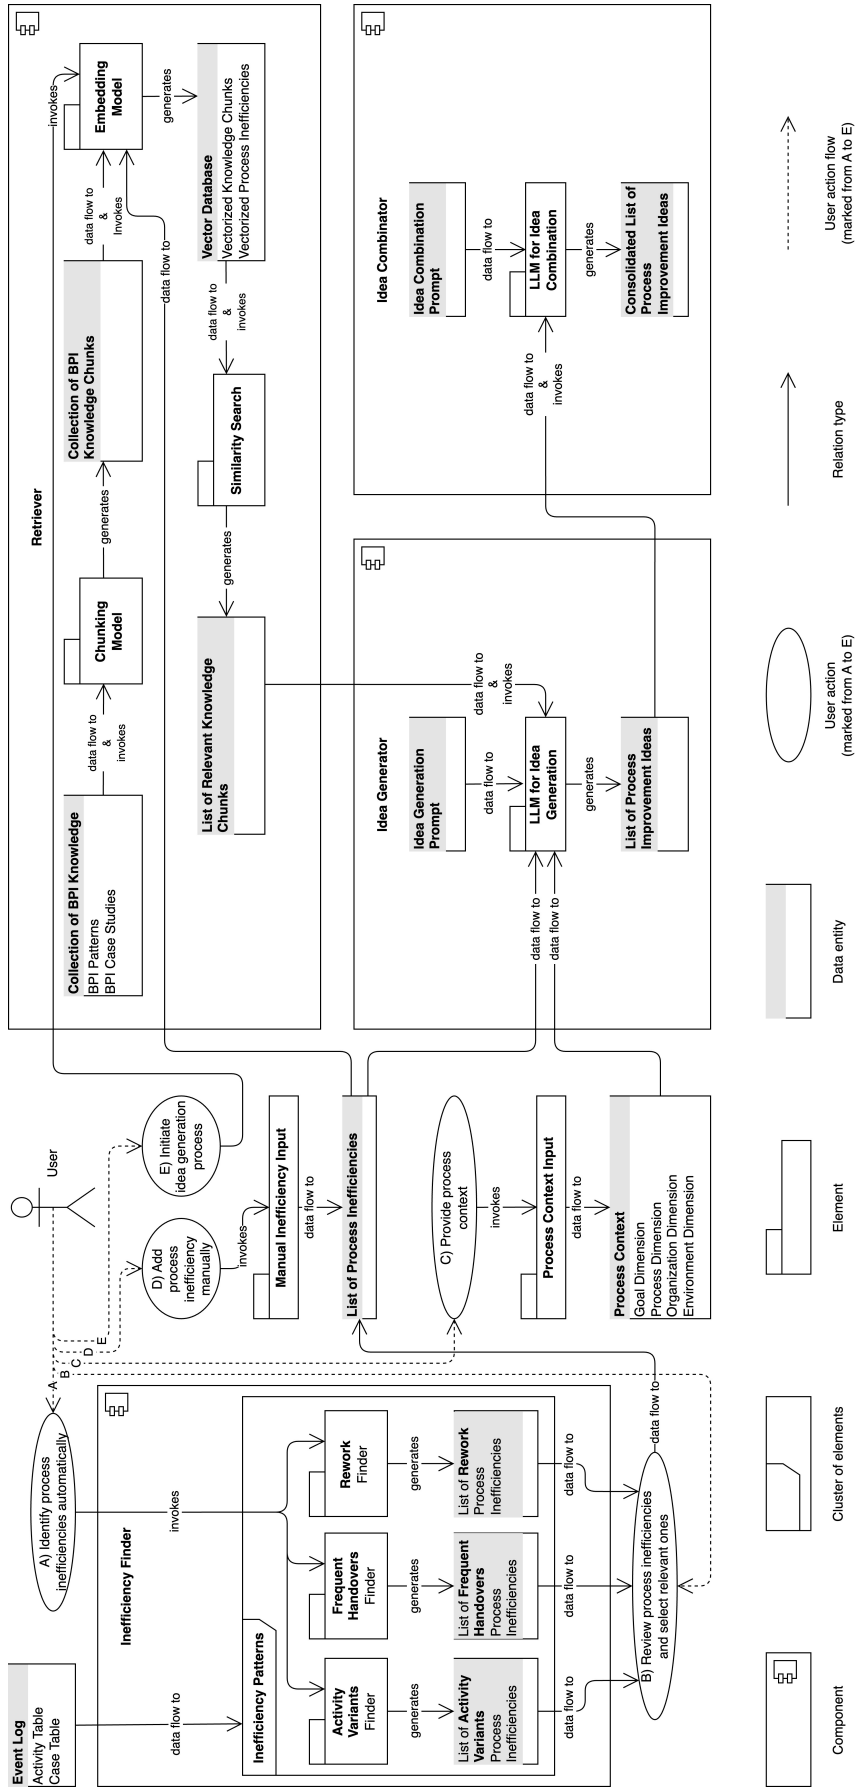 Event Log
Activity Table
Case Table
data flow to
A) Identify process
inefficiencies automatically
invokes
Inefficiency Finder
Inefficiency Patterns
Activity
Variants
Finder
Frequent
Handovers
Finder
Rework
Finder
generates
generates
generates
List of Activity
Variants
Process
Inefficiencies
List of Frequent
Handovers
Process
Inefficiencies
List of Rework
Process
Inefficiencies
data flow to
data flow to
data flow to
B) Review process inefficiencies
and select relevant ones
data flow to
A
B
C
D
E
User
D) Add
process
inefficiency
manually
E) Initiate
idea generation
process
invokes
Manual Inefficiency Input
data flow to
List of Process Inefficiencies
C) Provide process
context
invokes
Process Context Input
data flow to
Process Context
Goal Dimension
Process Dimension
Organization Dimension
Environment Dimension
Retriever
Collection of BPI Knowledge
BPI Patterns
BPI Case Studies
data flow to
&
invokes
Chunking
Model
generates
Collection of BPI
Knowledge Chunks
data flow to
&
Invokes
invokes
Embedding
Model
data flow to
generates
Vector Database
Vectorized Knowledge Chunks
Vectorized Process Inefficiencies
data flow to
&
invokes
Similarity Search
generates
List of Relevant Knowledge
Chunks
Idea Generator
Idea Generation
Prompt
data flow to
data flow to
&
invokes
data flow to
data flow to
LLM for Idea
Generation
generates
List of Process
Improvement Ideas
Idea Combinator
Idea Combination
Prompt
data flow to
data flow to
&
invokes
LLM for Idea
Combination
generates
Consolidated List of
Process
Improvement Ideas
Component
Cluster of elements
Element
Data entity
User action
(marked from A to E)
Relation type
User action flow
(marked from A to E)